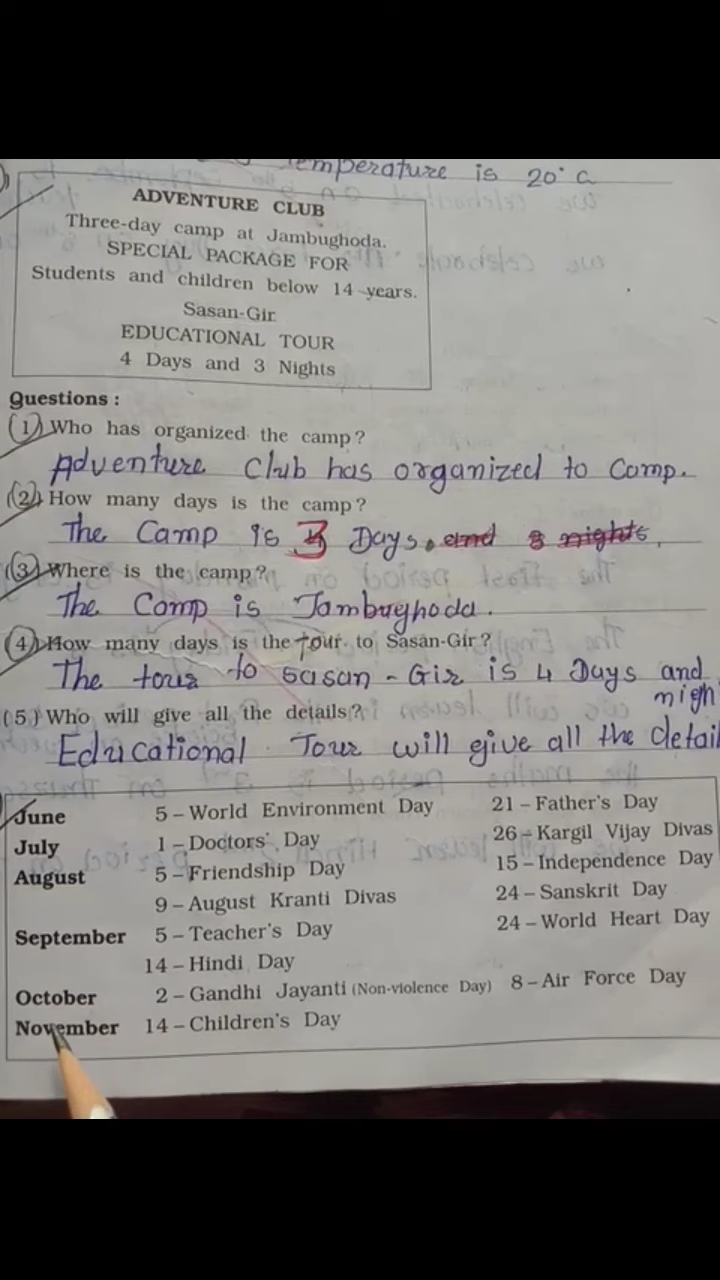 Temperature is 20° C
ADVENTURE CLUB
Three-day camp at Jambughoda.
SPECIAL PACKAGE FOR
Students and children below 14 years.
Sasan-Gir
EDUCATIONAL TOUR
4 Days and 3 Nights
Questions :
(1) Who has organized the camp?
Adventure Club has organized to Comp.
(2) How many days is the camp?
The Camp is 3 Days. and 3 nights.
(3) Where is the camp?
The Comp is Jambughoda.
(4) How many days is the tour to Sasan-Gir?
The tour to sasan - Gir is 4 Days and
nigh
(5) Who will give all the details?
Educational Tour will give all the detail
June 5 – World Environment Day 21 – Father's Day
July 1 – Doctors' Day 26 – Kargil Vijay Divas
August 5 – Friendship Day 15 – Independence Day
9 – August Kranti Divas 24 – Sanskrit Day
September 5 – Teacher's Day 24 – World Heart Day
14 – Hindi Day
October 2 – Gandhi Jayanti (Non-violence Day) 8 – Air Force Day
November 14 – Children's Day